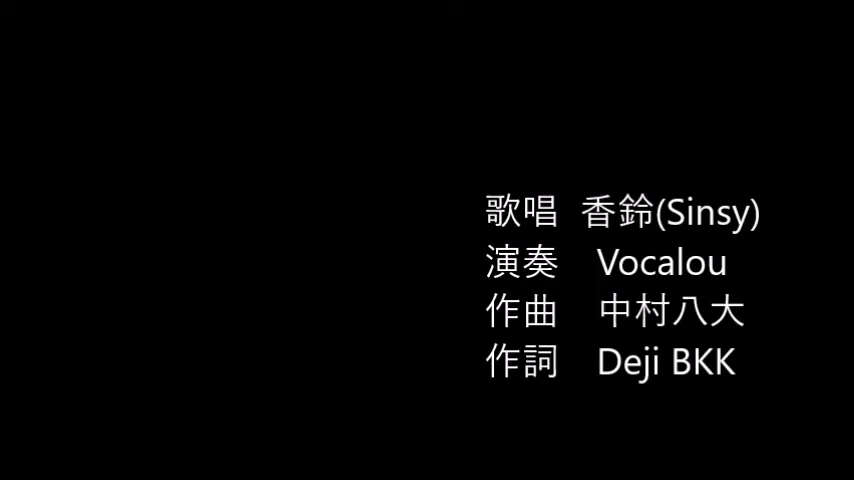 歌唱 香鈴(Sinsy)
演奏 Vocalou
作曲 中村八大
作詞 Deji BKK